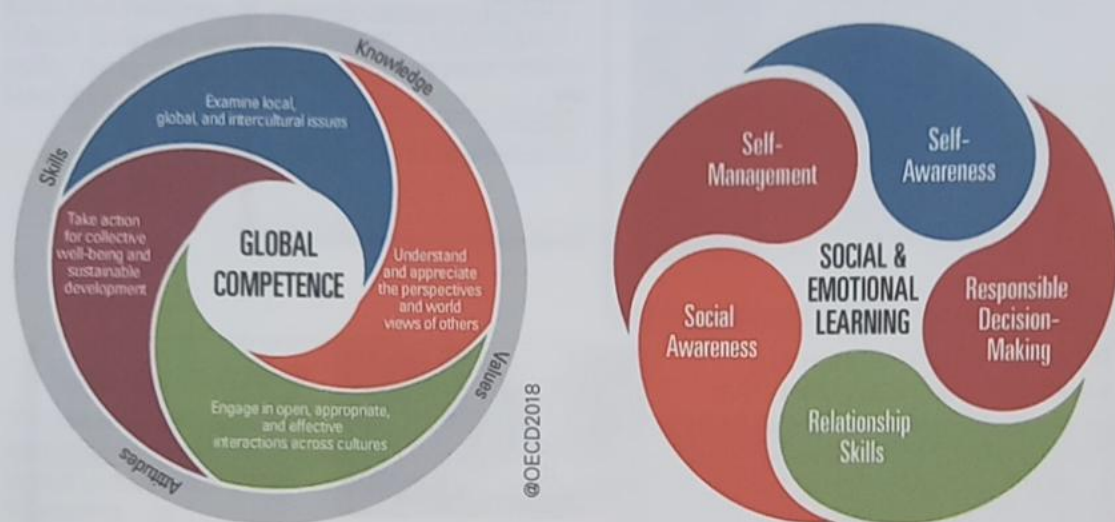 Knowledge
Skills
Values
Attitudes
Examine local,
global, and intercultural issues
Take action
for collective
well-being and
sustainable
development
GLOBAL
COMPETENCE
Understand
and appreciate
the perspectives
and world
views of others
Engage in open, appropriate,
and effective
interactions across cultures
@OECD2018
Self-
Management
Self-
Awareness
SOCIAL &
EMOTIONAL
LEARNING
Social
Awareness
Responsible
Decision-
Making
Relationship
Skills